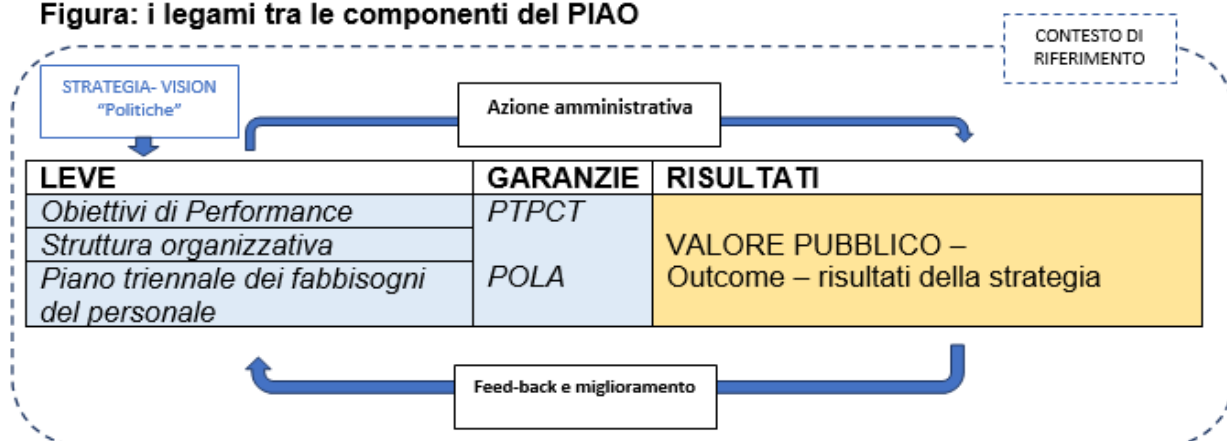 Figura: i legami tra le componenti del PIAO
CONTESTO DI
RIFERIMENTO
STRATEGIA- VISION
“Politiche”
Azione amministrativa
LEVE
GARANZIE
RISULTATI
Obiettivi di Performance
PTPCT
Struttura organizzativa
Piano triennale dei fabbisogni
del personale
POLA
VALORE PUBBLICO –
Outcome – risultati della strategia
Feed-back e miglioramento